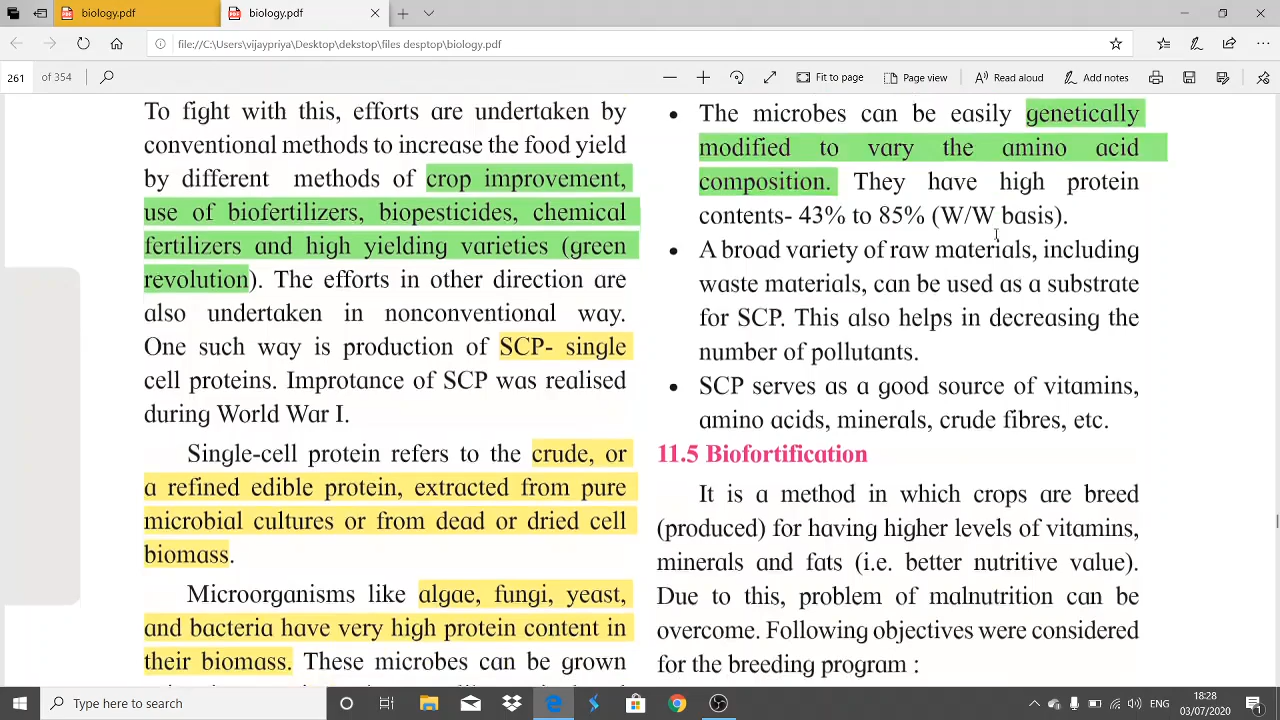 biology.pdf
biology.pdf
file://C:\Users\vijaypriya\Desktop\dekstop\files desptop\biology.pdf
261 of 354
Fit to page
Page view
Read aloud
Add notes
To fight with this, efforts are undertaken by
conventional methods to increase the food yield
by different methods of crop improvement,
use of biofertilizers, biopesticides, chemical
fertilizers and high yielding varieties (green
revolution). The efforts in other direction are
also undertaken in nonconventional way.
One such way is production of SCP- single
cell proteins. Improtance of SCP was realised
during World War I.
Single-cell protein refers to the crude, or
a refined edible protein, extracted from pure
microbial cultures or from dead or dried cell
biomass.
Microorganisms like algae, fungi, yeast,
and bacteria have very high protein content in
their biomass. These microbes can be grown
• The microbes can be easily genetically
modified to vary the amino acid
composition. They have high protein
contents- 43% to 85% (W/W basis).
• A broad variety of raw materials, including
waste materials, can be used as a substrate
for SCP. This also helps in decreasing the
number of pollutants.
• SCP serves as a good source of vitamins,
amino acids, minerals, crude fibres, etc.
11.5 Biofortification
It is a method in which crops are breed
(produced) for having higher levels of vitamins,
minerals and fats (i.e. better nutritive value).
Due to this, problem of malnutrition can be
overcome. Following objectives were considered
for the breeding program :
Type here to search
ENG
18:28
03/07/2020